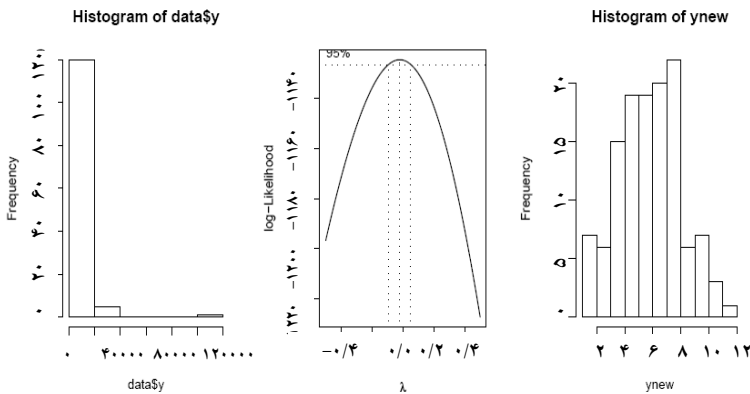 Histogram of data$y
Frequency
۰ ۲۰ ۴۰ ۶۰ ۸۰ ۱۰۰ ۱۲۰
۰ ۴۰۰۰۰ ۸۰۰۰۰ ۱۲۰۰۰۰
data$y
95%
log-Likelihood
-۱۲۲۰ -۱۲۰۰ -۱۱۸۰ -۱۱۶۰ -۱۱۴۰
-۰/۴ ۰/۰ ۰/۲ ۰/۴
λ
Histogram of ynew
Frequency
۰ ۵ ۱۰ ۱۵ ۲۰
۲ ۴ ۶ ۸ ۱۰ ۱۲
ynew